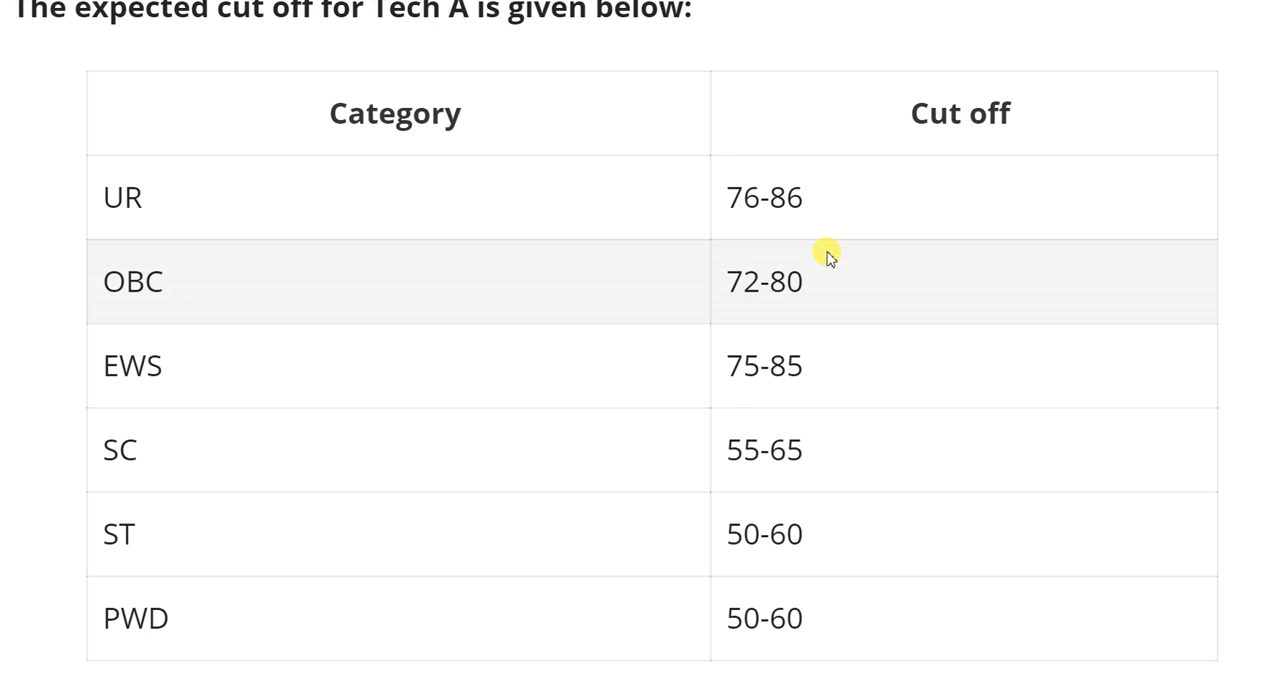 The expected cut off for Tech A is given below:
Category Cut off
UR 76-86
OBC 72-80
EWS 75-85
SC 55-65
ST 50-60
PWD 50-60